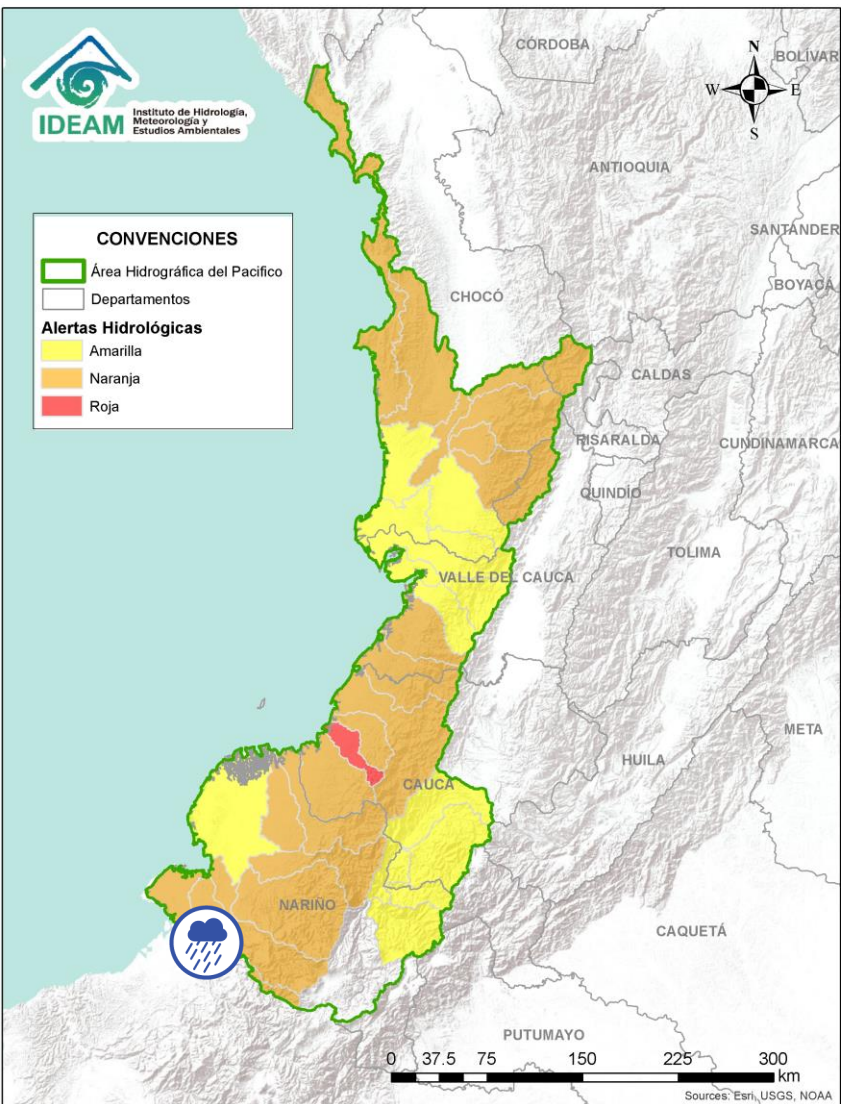 IDEAM
Instituto de Hidrología,
Meteorología y
Estudios Ambientales
N
W
E
S
CONVENCIONES
Área Hidrográfica del Pacifico
Departamentos
Alertas Hidrológicas
Amarilla
Naranja
Roja
CÓRDOBA
BOLÍVAR
ANTIOQUIA
SANTANDER
BOYACÁ
CHOCÓ
CALDAS
RISARALDA
CUNDINAMARCA
QUINDÍO
TOLIMA
VALLE DEL CAUCA
META
HUILA
CAUCA
NARIÑO
CAQUETÁ
PUTUMAYO
0 37.5 75 150 225 300
km
Sources: Esri, USGS, NOAA